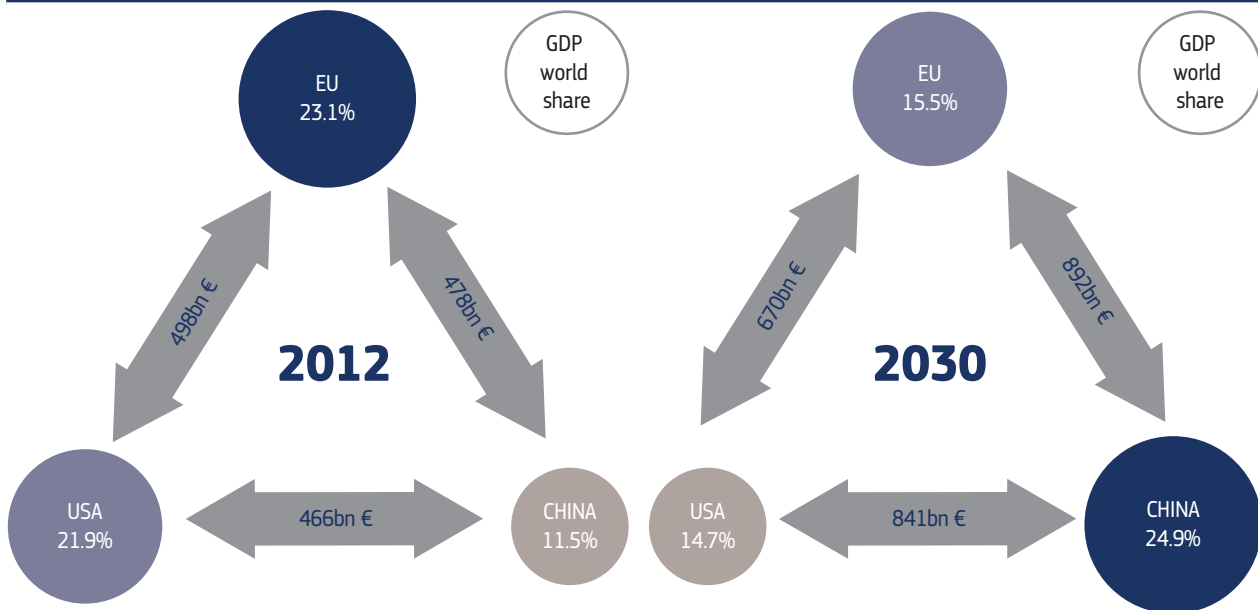 EU
23.1%
GDP
world
share
498bn €
478bn €
2012
USA
21.9%
466bn €
CHINA
11.5%
EU
15.5%
GDP
world
share
670bn €
892bn €
2030
USA
14.7%
841bn €
CHINA
24.9%